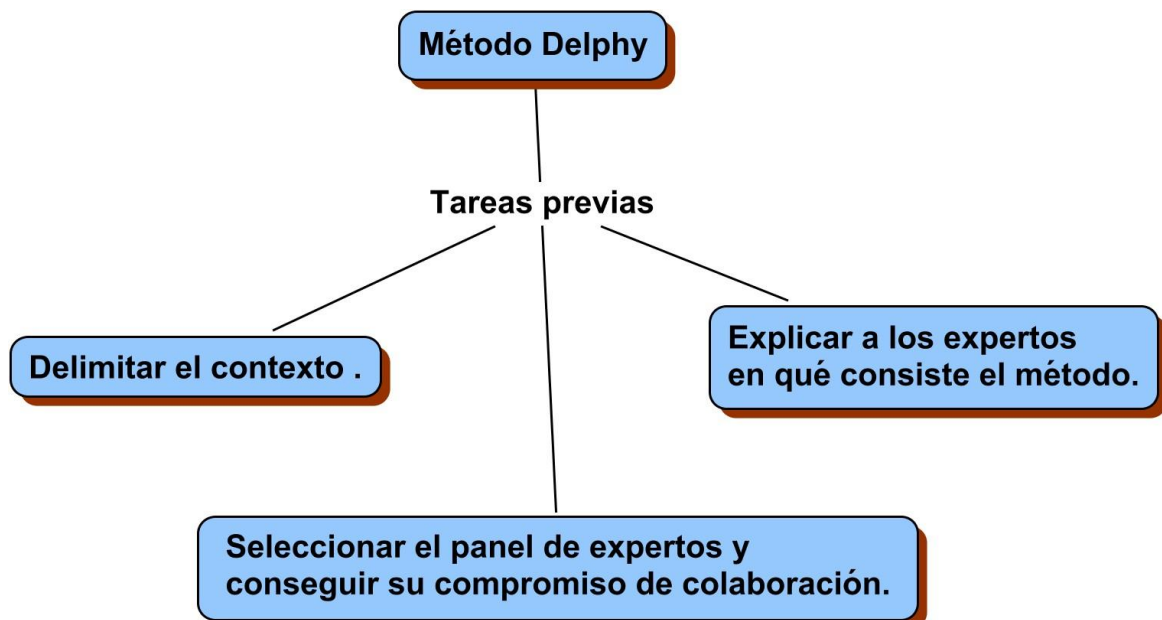 Método Delphy
Tareas previas
Delimitar el contexto .
Explicar a los expertos
en qué consiste el método.
Seleccionar el panel de expertos y
conseguir su compromiso de colaboración.